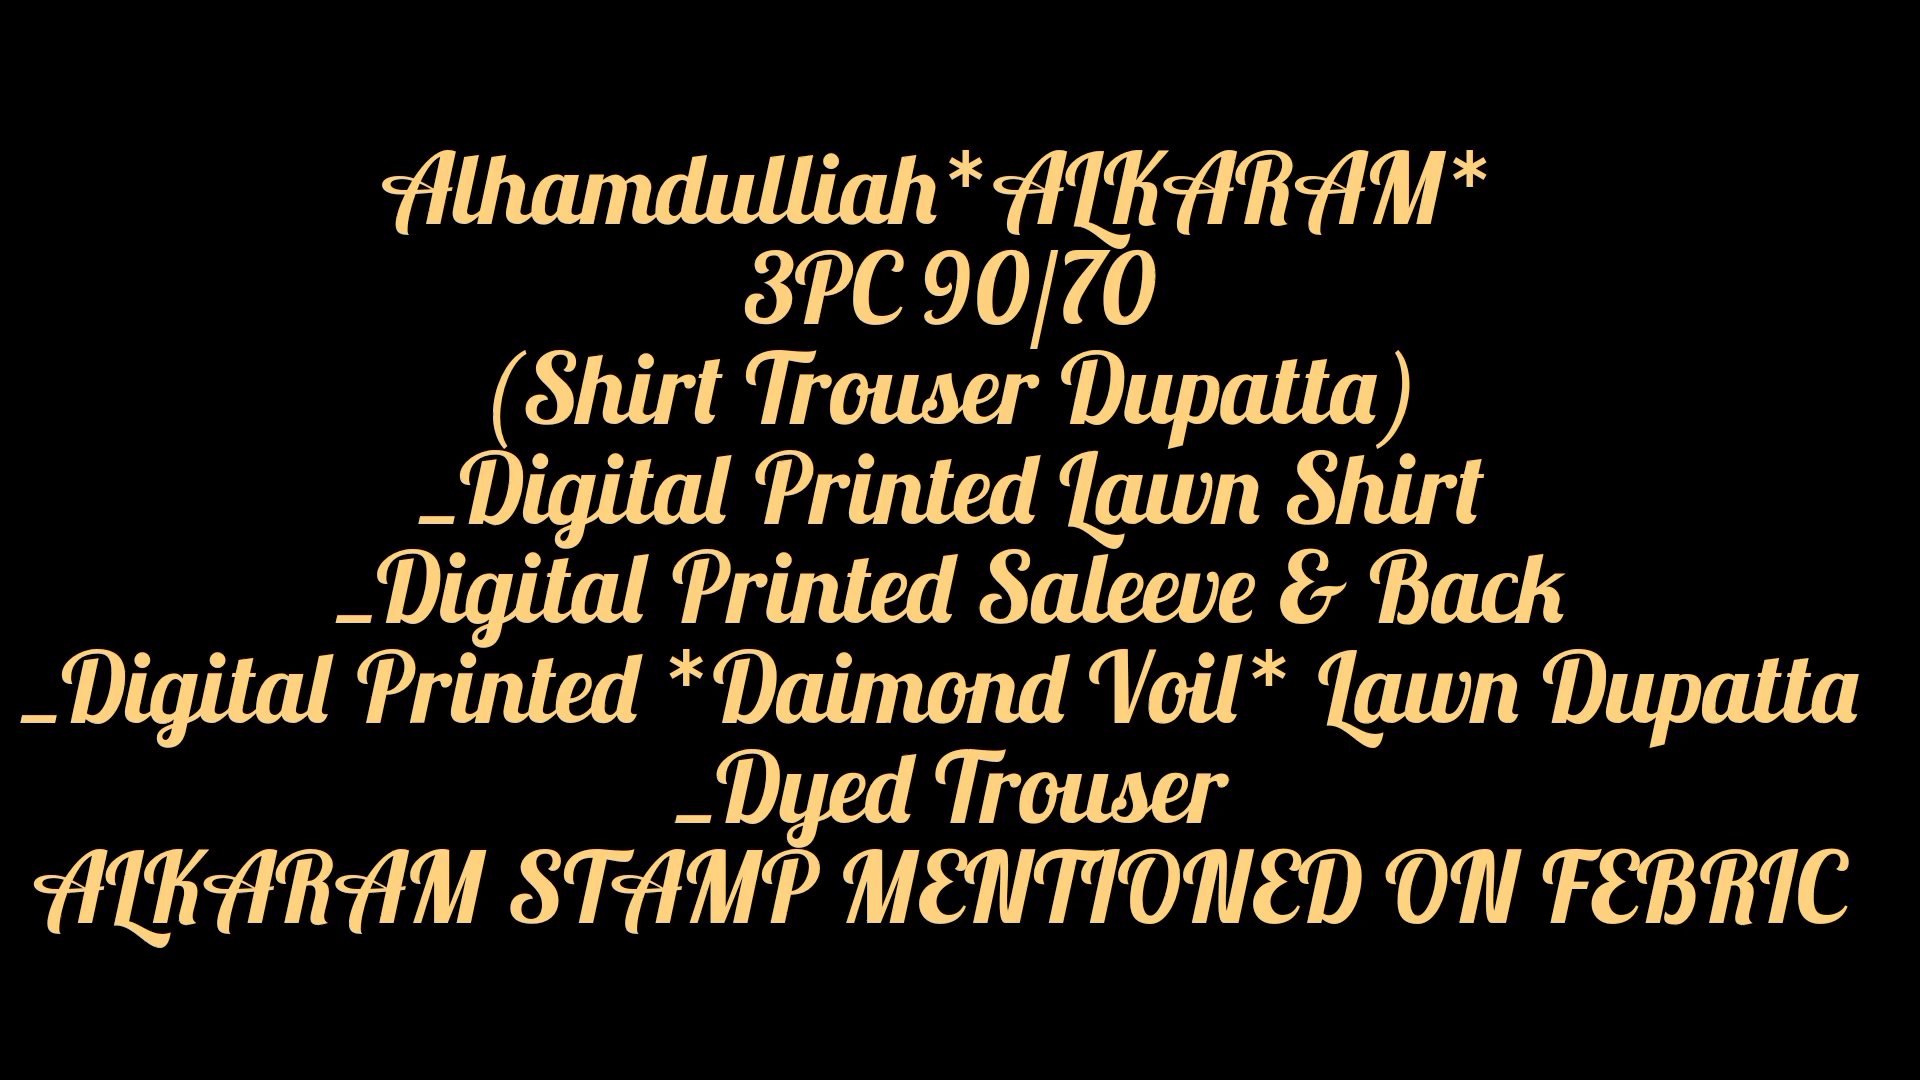 Alhamdulliah*ALKARAM*
3PC 90/70
(Shirt Trouser Dupatta)
_Digital Printed Lawn Shirt
_Digital Printed Saleeve & Back
_Digital Printed *Daimond Voil* Lawn Dupatta
_Dyed Trouser
ALKARAM STAMP MENTIONED ON FEBRIC